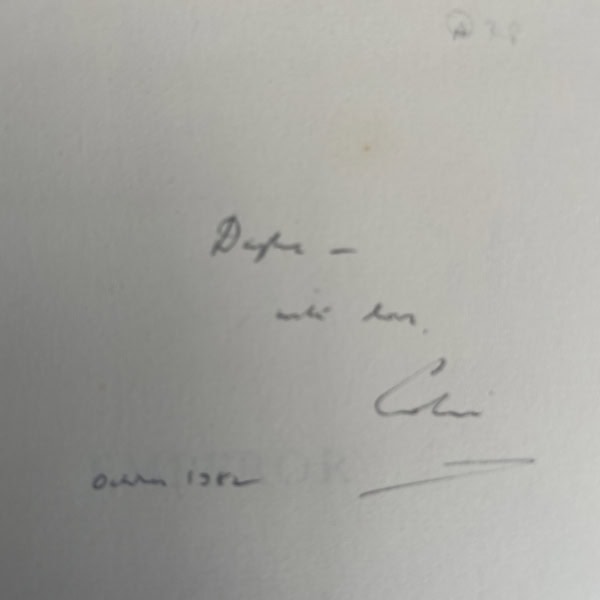 Daphne –
with love.
Colin
October 1982